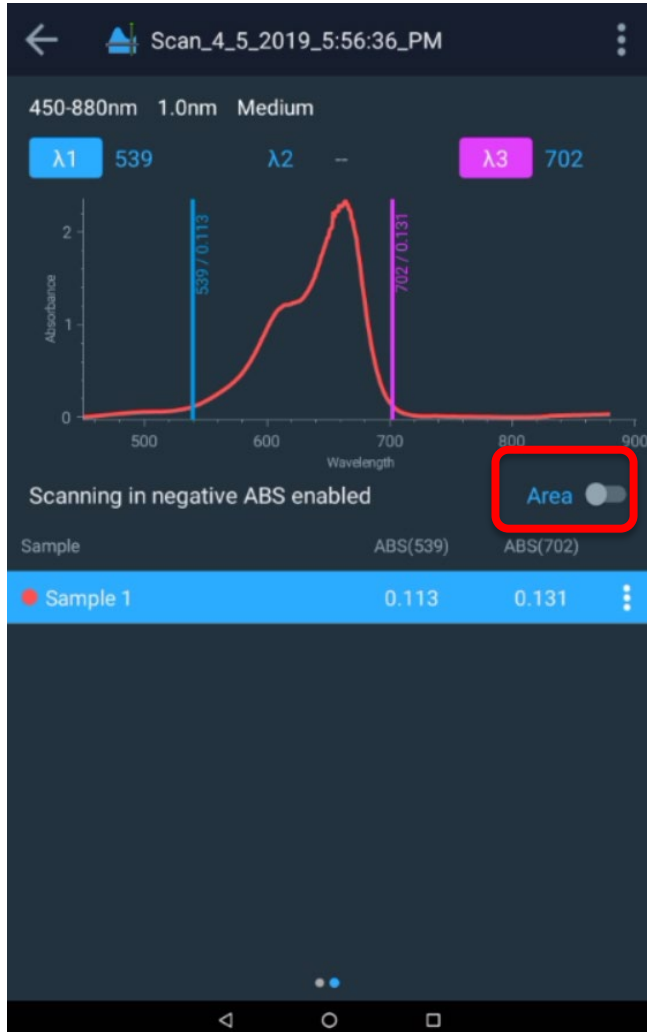 Scan_4_5_2019_5:56:36_PM
450-880nm 1.0nm Medium
λ1 539 λ2 -- λ3 702
2
1
0
Absorbance
539 / 0.113
702 / 0.131
500 600 700 800 900
Wavelength
Scanning in negative ABS enabled Area
Sample ABS(539) ABS(702)
Sample 1 0.113 0.131